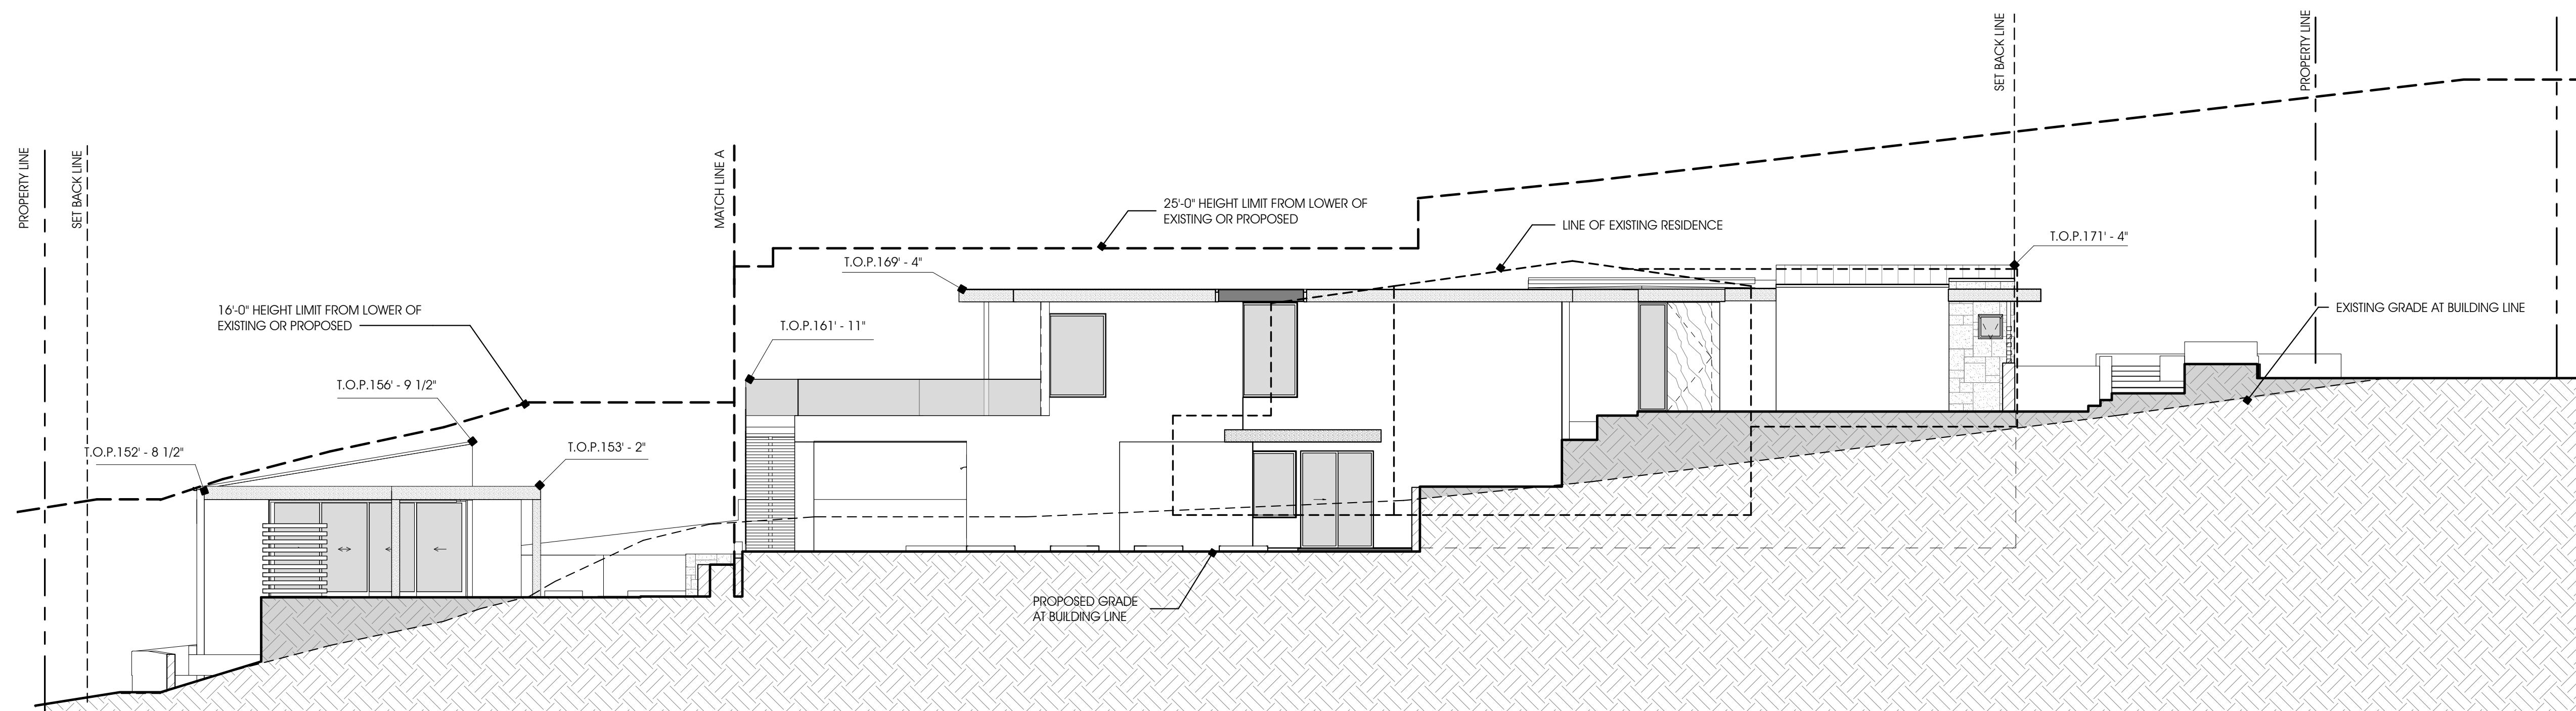 PROPERTY LINE
SET BACK LINE
MATCH LINE A
SET BACK LINE
PROPERTY LINE
25'-0" HEIGHT LIMIT FROM LOWER OF
EXISTING OR PROPOSED
LINE OF EXISTING RESIDENCE
T.O.P.171' - 4"
T.O.P.169' - 4"
16'-0" HEIGHT LIMIT FROM LOWER OF
EXISTING OR PROPOSED
T.O.P.161' - 11"
EXISTING GRADE AT BUILDING LINE
T.O.P.156' - 9 1/2"
T.O.P.152' - 8 1/2"
T.O.P.153' - 2"
PROPOSED GRADE
AT BUILDING LINE